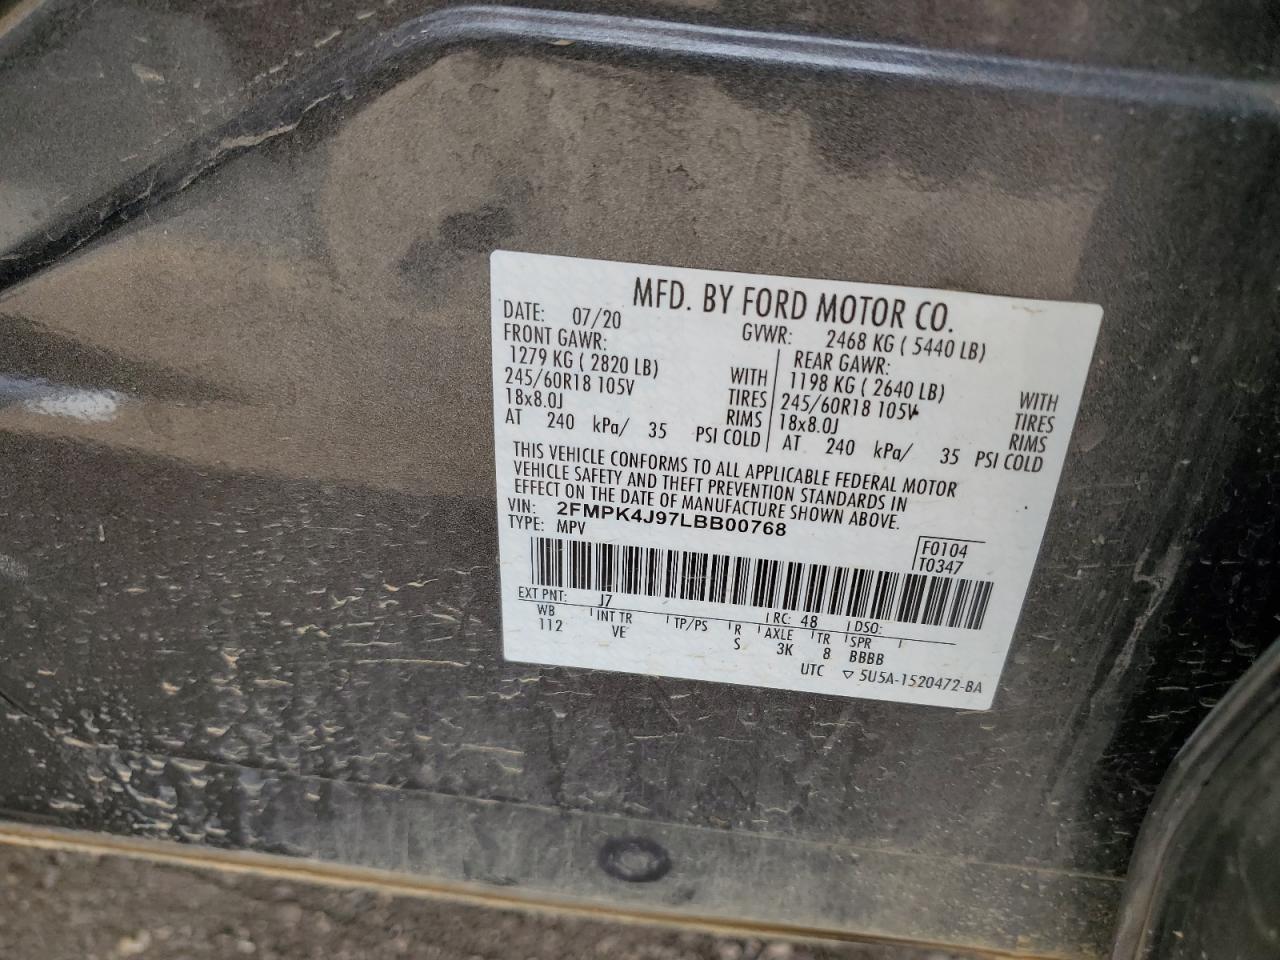 MFD. BY FORD MOTOR CO.
DATE: 07/20 GVWR: 2468 KG ( 5440 LB)
FRONT GAWR: REAR GAWR:
1279 KG ( 2820 LB) WITH 1198 KG ( 2640 LB) WITH
245/60R18 105V TIRES 245/60R18 105V TIRES
18x8.0J RIMS 18x8.0J RIMS
AT 240 kPa/ 35 PSI COLD AT 240 kPa/ 35 PSI COLD
THIS VEHICLE CONFORMS TO ALL APPLICABLE FEDERAL MOTOR
VEHICLE SAFETY AND THEFT PREVENTION STANDARDS IN
EFFECT ON THE DATE OF MANUFACTURE SHOWN ABOVE.
VIN: 2FMPK4J97LBB00768
TYPE: MPV
F0104
T0347
EXT PNT: J7 RC: 48 DSO:
WB INT TR TP/PS R AXLE TR SPR
112 VE S 3K 8 BBBB
UTC ▽ 5U5A-1520472-BA